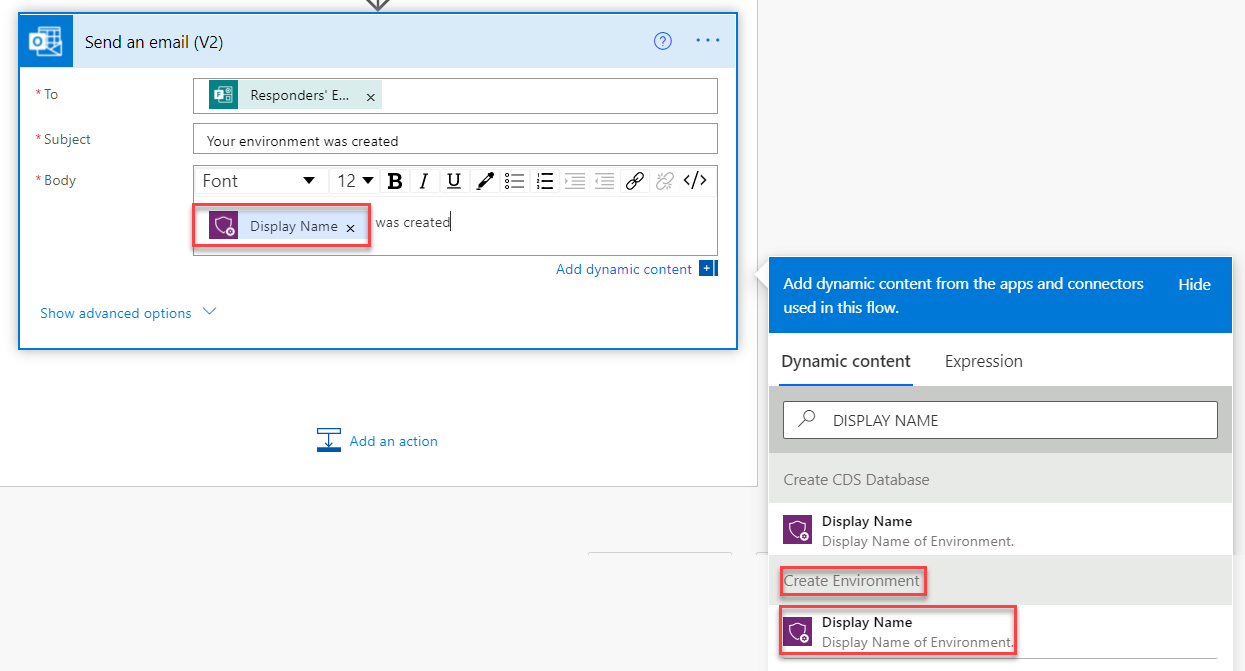 Send an email (V2)
? ···
* To
Responders' E... ×
* Subject
Your environment was created
* Body
Font 12 B I U </>
Display Name × was created
Add dynamic content +
Show advanced options
Add an action
Add dynamic content from the apps and connectors
used in this flow.
Hide
Dynamic content Expression
DISPLAY NAME
Create CDS Database
Display Name
Display Name of Environment.
Create Environment
Display Name
Display Name of Environment.